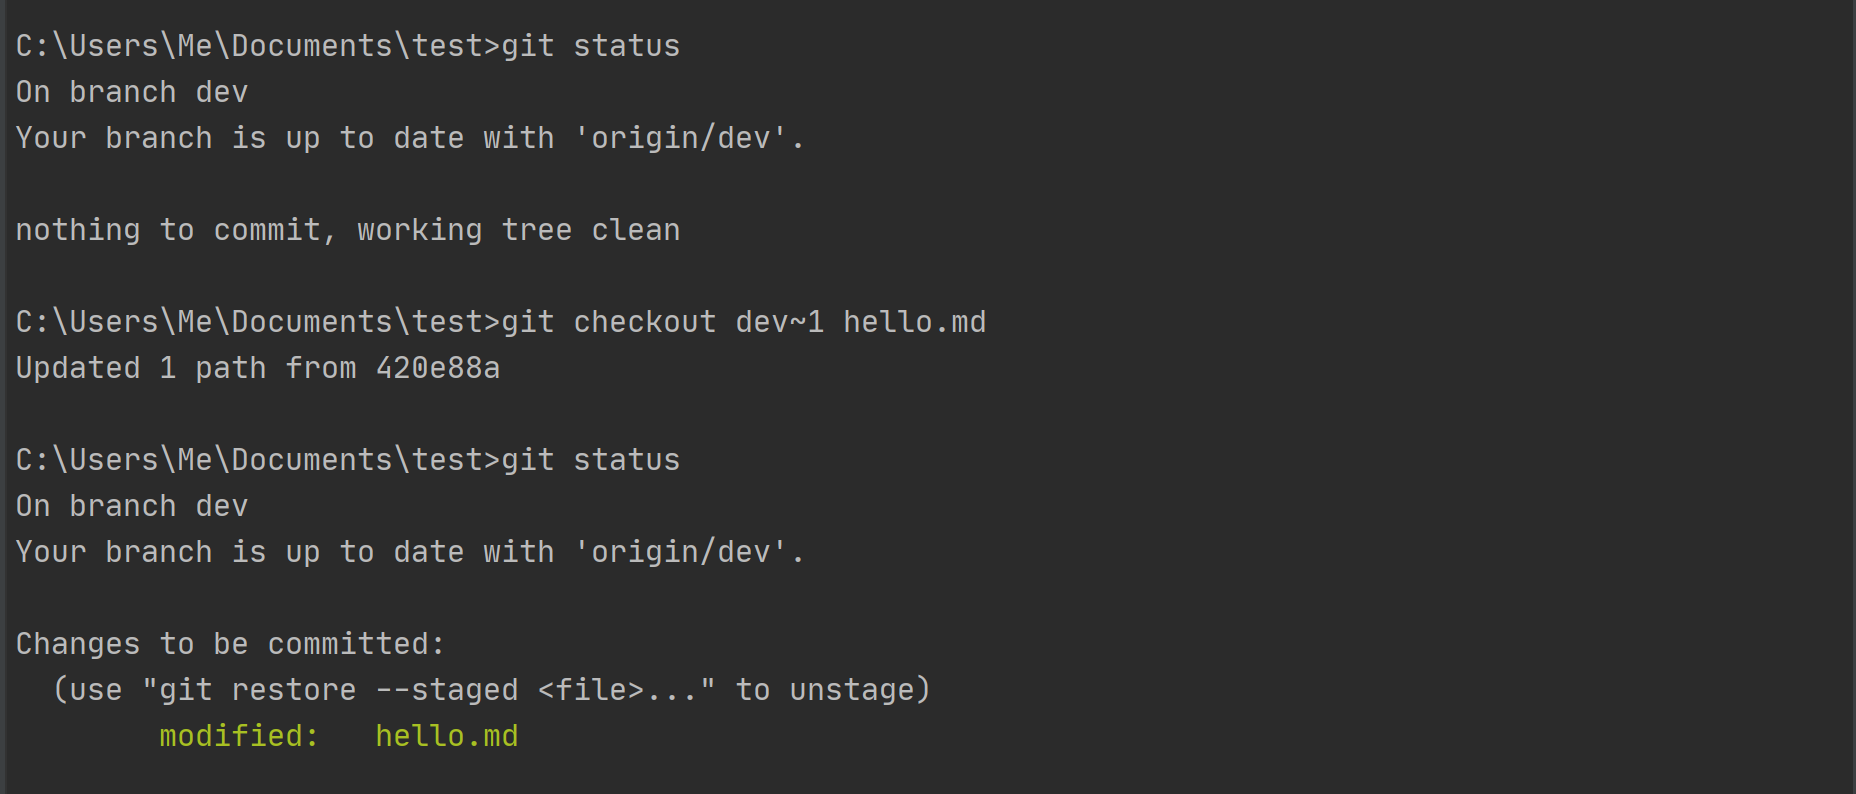 C:\Users\Me\Documents\test>git status
On branch dev
Your branch is up to date with 'origin/dev'.
nothing to commit, working tree clean
C:\Users\Me\Documents\test>git checkout dev~1 hello.md
Updated 1 path from 420e88a
C:\Users\Me\Documents\test>git status
On branch dev
Your branch is up to date with 'origin/dev'.
Changes to be committed:
  (use "git restore --staged <file>..." to unstage)
        modified:   hello.md